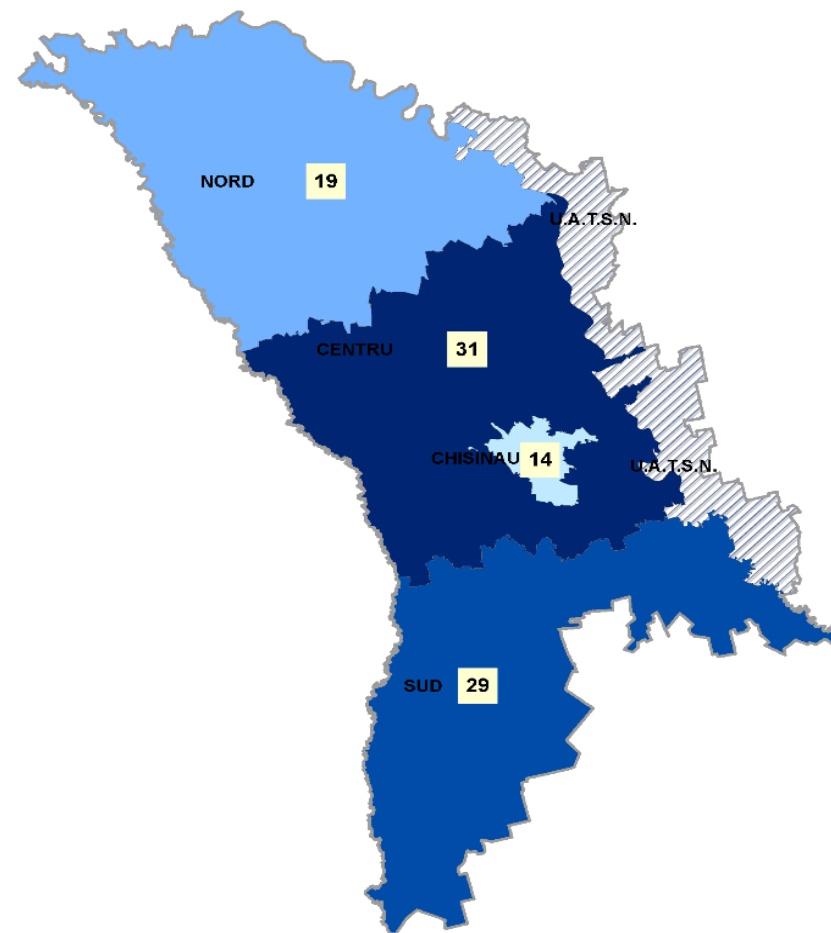 NORD 19
U.A.T.S.N.
CENTRU 31
CHISINAU 14
U.A.T.S.N.
SUD 29